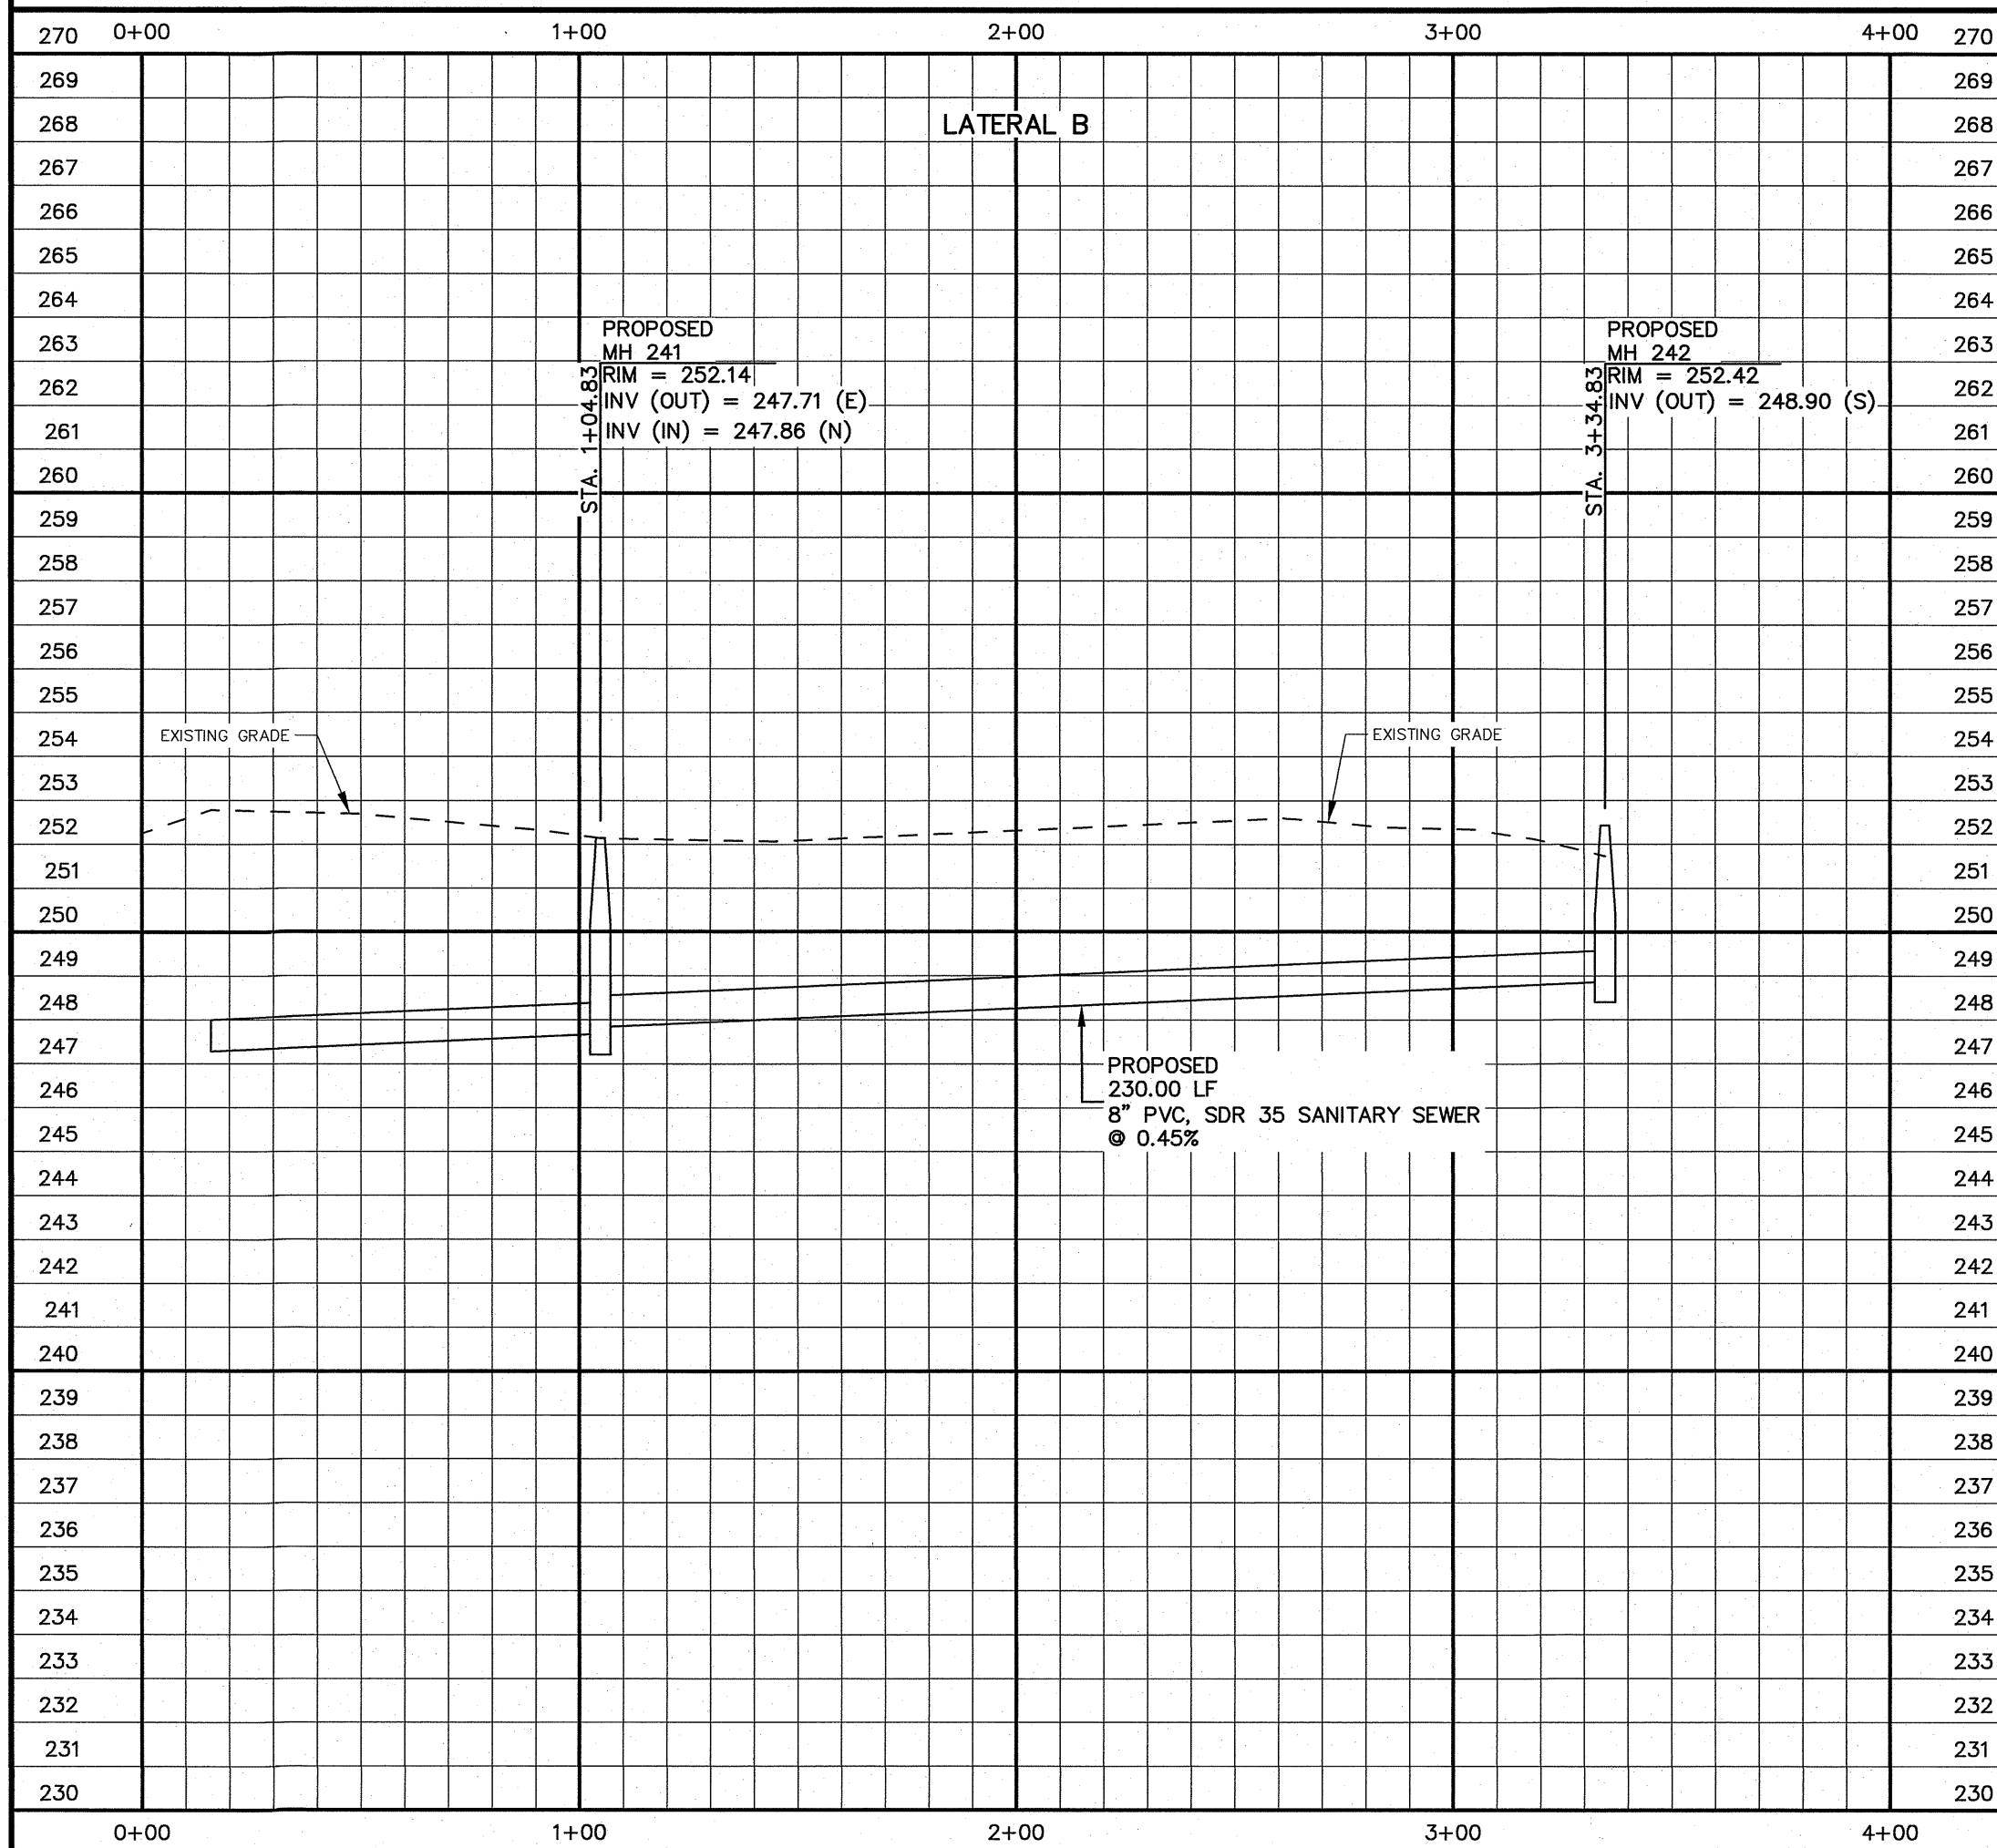 0+00 1+00 2+00 3+00 4+00
270 270
269 269
268 LATERAL B 268
267 267
266 266
265 265
264 264
263 263
262 262
261 261
260 260
PROPOSED
MH 241
RIM = 252.14
INV (OUT) = 247.71 (E)
INV (IN) = 247.86 (N)
STA. 1+04.83
PROPOSED
MH 242
RIM = 252.42
INV (OUT) = 248.90 (S)
STA. 3+34.83
259 259
258 258
257 257
256 256
255 255
254 EXISTING GRADE EXISTING GRADE 254
253 253
252 252
251 251
250 250
249 249
248 248
247 247
246 246
245 245
PROPOSED
230.00 LF
8" PVC, SDR 35 SANITARY SEWER
@ 0.45%
244 244
243 243
242 242
241 241
240 240
239 239
238 238
237 237
236 236
235 235
234 234
233 233
232 232
231 231
230 230
0+00 1+00 2+00 3+00 4+00